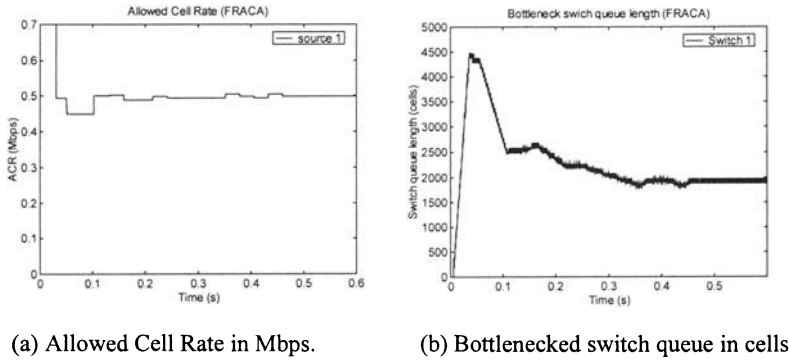 Allowed Cell Rate (FRACA)
source 1
0.7
0.6
0.5
0.4
0.3
0.2
0.1
0
ACR (Mbps)
0 0.1 0.2 0.3 0.4 0.5 0.6
Time (s)
(a) Allowed Cell Rate in Mbps.
Bottleneck swich queue length (FRACA)
Switch 1
5000
4500
4000
3500
3000
2500
2000
1500
1000
500
0
Switch queue length (cells)
0 0.1 0.2 0.3 0.4 0.5
Time (s)
(b) Bottlenecked switch queue in cells